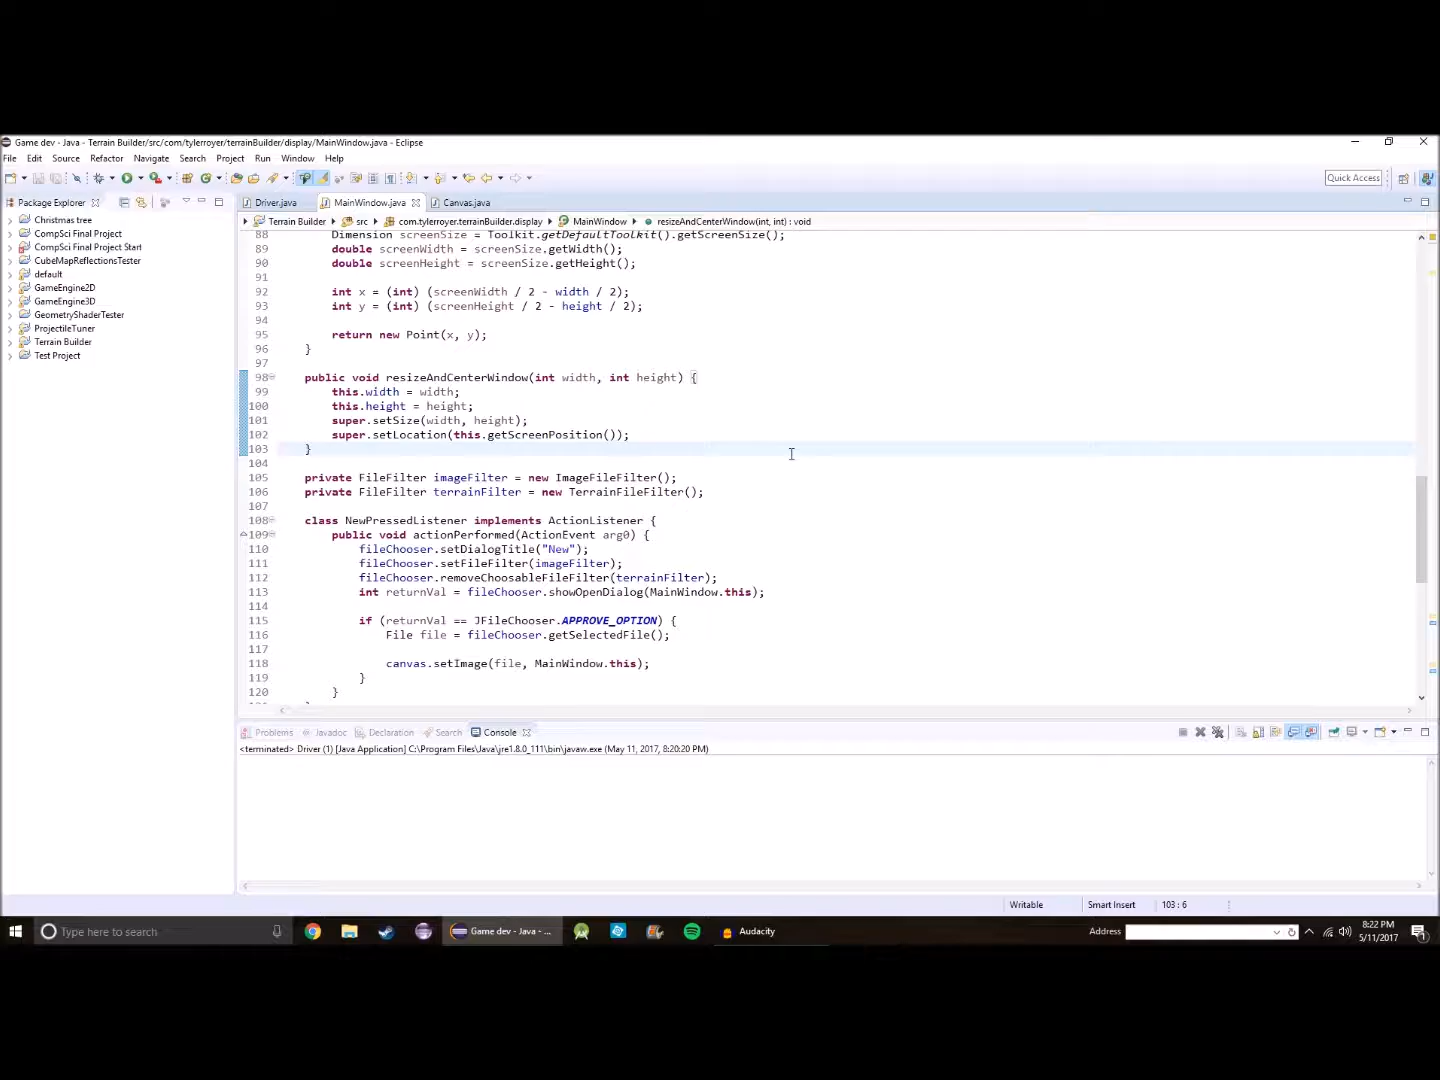 Game dev - Java - Terrain Builder/src/com/tylerroyer/terrainBuilder/display/MainWindow.java - Eclipse
File Edit Source Refactor Navigate Search Project Run Window Help
Quick Access
Package Explorer
Driver.java MainWindow.java Canvas.java
Terrain Builder src com.tylerroyer.terrainBuilder.display MainWindow resizeAndCenterWindow(int, int) : void
Christmas tree
CompSci Final Project
CompSci Final Project Start
CubeMapReflectionsTester
default
GameEngine2D
GameEngine3D
GeometryShaderTester
ProjectileTuner
Terrain Builder
Test Project
88 Dimension screenSize = Toolkit.getDefaultToolkit().getScreenSize();
89 double screenWidth = screenSize.getWidth();
90 double screenHeight = screenSize.getHeight();
91
92 int x = (int) (screenWidth / 2 - width / 2);
93 int y = (int) (screenHeight / 2 - height / 2);
94
95 return new Point(x, y);
96 }
97
98 public void resizeAndCenterWindow(int width, int height) {
99 this.width = width;
100 this.height = height;
101 super.setSize(width, height);
102 super.setLocation(this.getScreenPosition());
103 }
104
105 private FileFilter imageFilter = new ImageFileFilter();
106 private FileFilter terrainFilter = new TerrainFileFilter();
107
108 class NewPressedListener implements ActionListener {
109 public void actionPerformed(ActionEvent arg0) {
110 fileChooser.setDialogTitle("New");
111 fileChooser.setFileFilter(imageFilter);
112 fileChooser.removeChoosableFileFilter(terrainFilter);
113 int returnVal = fileChooser.showOpenDialog(MainWindow.this);
114
115 if (returnVal == JFileChooser.APPROVE_OPTION) {
116 File file = fileChooser.getSelectedFile();
117
118 canvas.setImage(file, MainWindow.this);
119 }
120 }
Problems Javadoc Declaration Search Console
<terminated> Driver (1) [Java Application] C:\Program Files\Java\jre1.8.0_111\bin\javaw.exe (May 11, 2017, 8:20:20 PM)
Writable Smart Insert 103 : 6
Type here to search Game dev - Java - ... Audacity Address 8:22 PM
5/11/2017